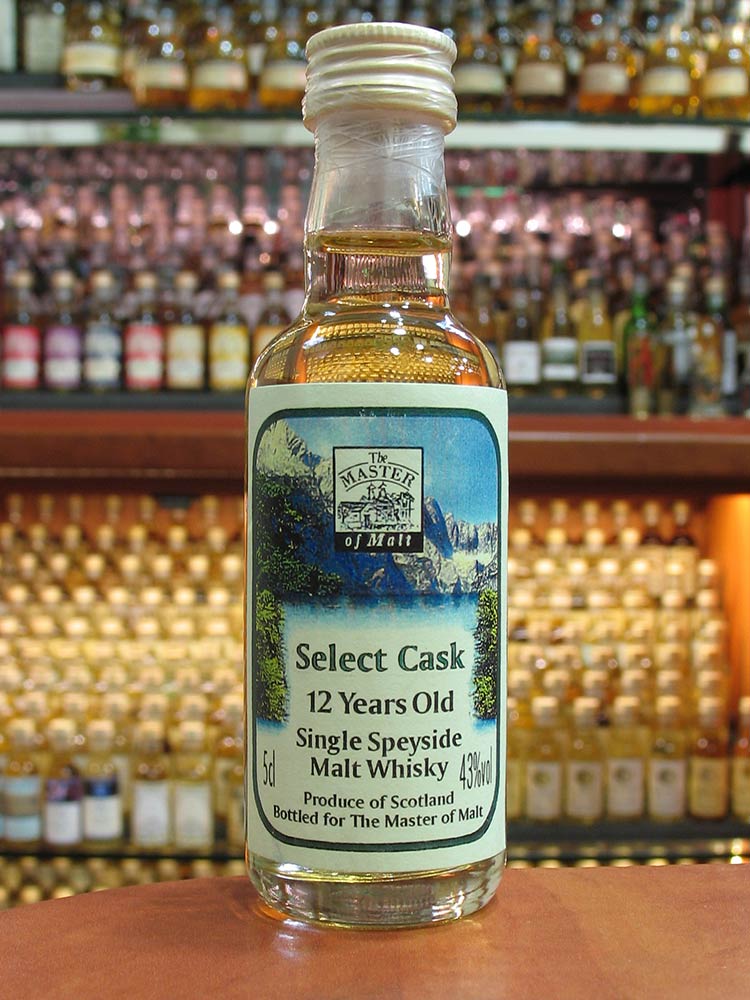 The
MASTER
of Malt
Select Cask
12 Years Old
Single Speyside
Malt Whisky
5cl
43%vol
Produce of Scotland
Bottled for The Master of Malt